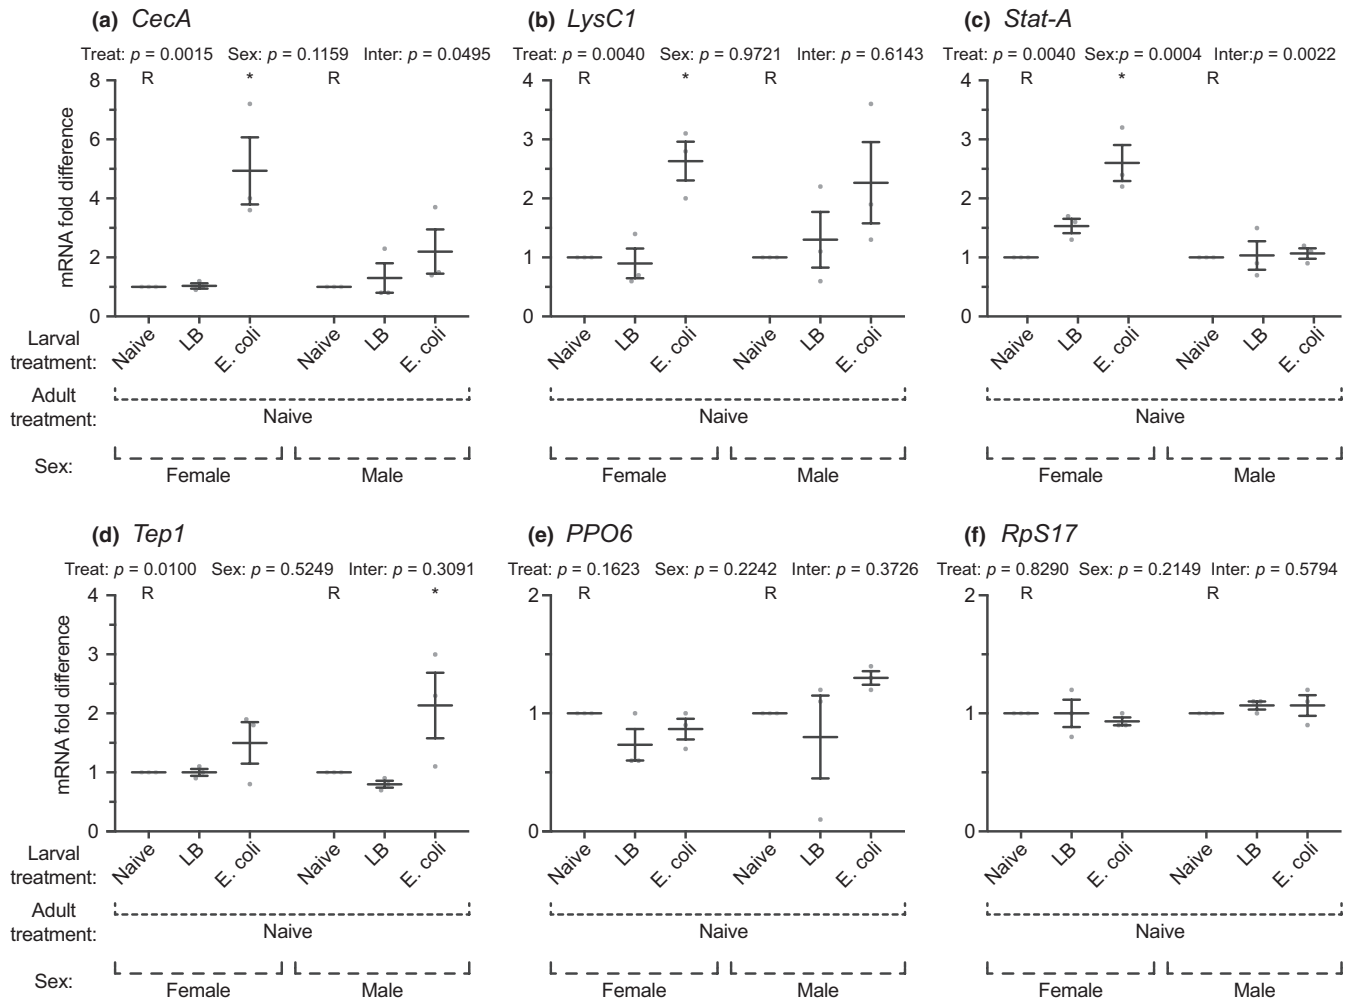 (a) CecA
(b) LysC1
(c) Stat-A
Treat: p = 0.0015 Sex: p = 0.1159 Inter: p = 0.0495
Treat: p = 0.0040 Sex: p = 0.9721 Inter: p = 0.6143
Treat: p = 0.0040 Sex:p = 0.0004 Inter:p = 0.0022
R * R
R * R
R * R
8
6
4
2
0
4
3
2
1
0
4
3
2
1
0
mRNA fold difference
Larval treatment:
Naive LB E. coli Naive LB E. coli
Naive LB E. coli Naive LB E. coli
Naive LB E. coli Naive LB E. coli
Adult treatment:
Naive
Naive
Naive
Sex:
Female Male
Female Male
Female Male
(d) Tep1
(e) PPO6
(f) RpS17
Treat: p = 0.0100 Sex: p = 0.5249 Inter: p = 0.3091
Treat: p = 0.1623 Sex: p = 0.2242 Inter: p = 0.3726
Treat: p = 0.8290 Sex: p = 0.2149 Inter: p = 0.5794
R R *
R R
R R
4
3
2
1
0
2
1
0
2
1
0
mRNA fold difference
Larval treatment:
Naive LB E. coli Naive LB E. coli
Naive LB E. coli Naive LB E. coli
Naive LB E. coli Naive LB E. coli
Adult treatment:
Naive
Naive
Naive
Sex:
Female Male
Female Male
Female Male